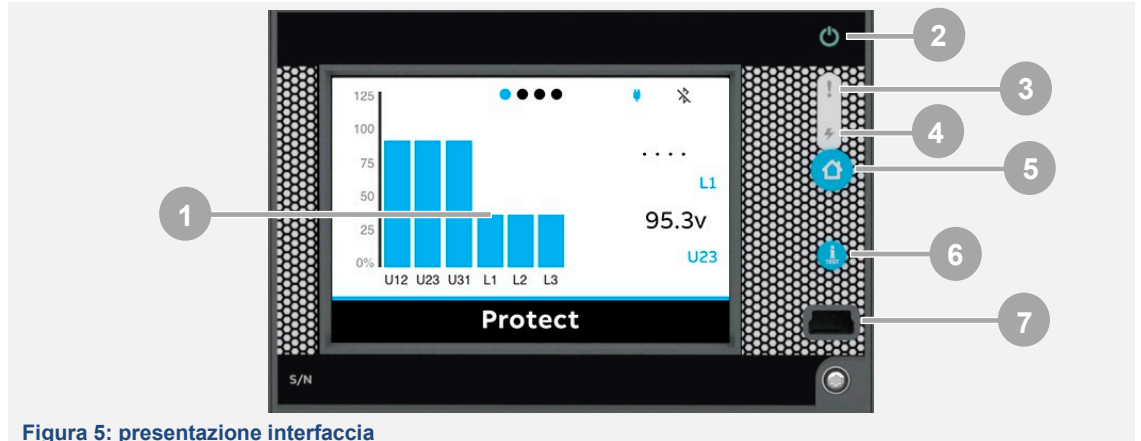 2
125
100
75
50
25
0%
U12 U23 U31 L1 L2 L3
. . . .
L1
95.3v
U23
Protect
S/N
1
3
4
5
i
TEST
6
7
Figura 5: presentazione interfaccia